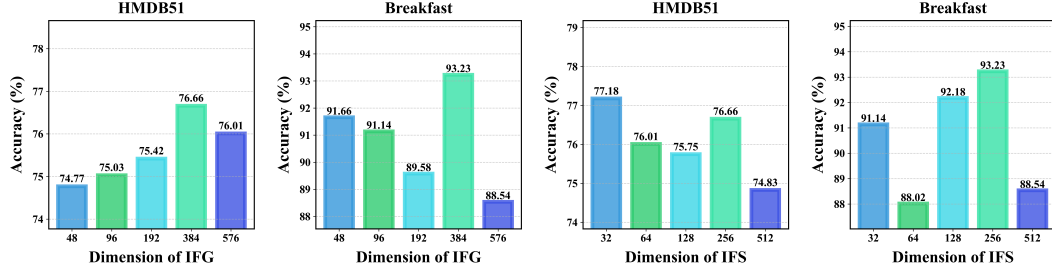 HMDB51
Accuracy (%)
78
77
76
75
74
74.77
75.03
75.42
76.66
76.01
48 96 192 384 576
Dimension of IFG
Breakfast
Accuracy (%)
95
94
93
92
91
90
89
88
91.66
91.14
89.58
93.23
88.54
48 96 192 384 576
Dimension of IFG
HMDB51
Accuracy (%)
79
78
77
76
75
74
77.18
76.01
75.75
76.66
74.83
32 64 128 256 512
Dimension of IFS
Breakfast
Accuracy (%)
95
94
93
92
91
90
89
88
91.14
88.02
92.18
93.23
88.54
32 64 128 256 512
Dimension of IFS